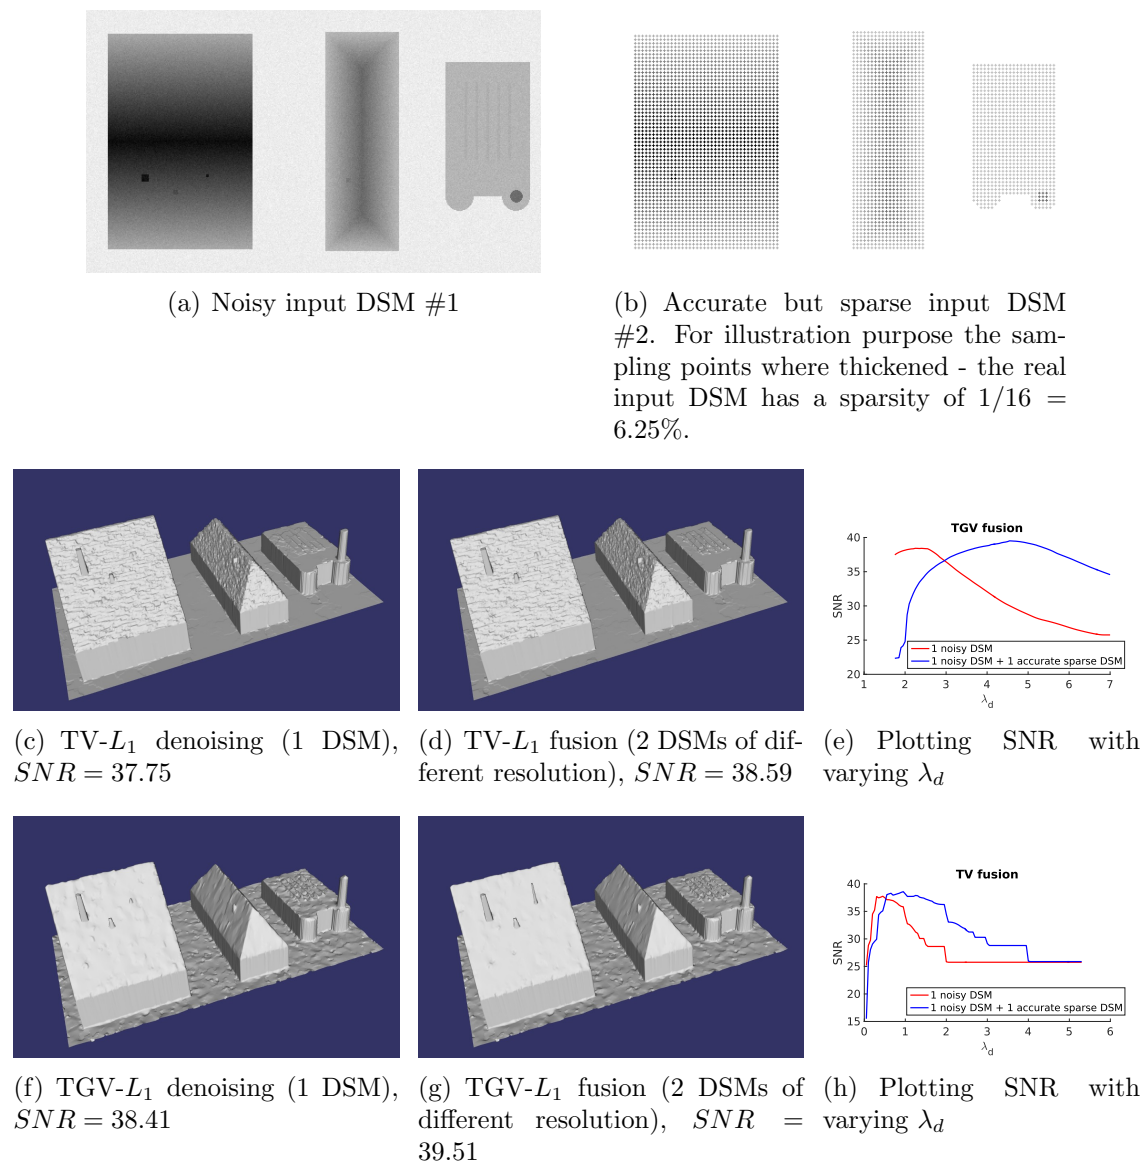 (a) Noisy input DSM #1
(b) Accurate but sparse input DSM
#2. For illustration purpose the sam-
pling points where thickened - the real
input DSM has a sparsity of 1/16 =
6.25%.
TGV fusion
SNR
40
35
30
25
20
1 2 3 4 5 6 7
λd
1 noisy DSM
1 noisy DSM + 1 accurate sparse DSM
(c) TV-L1 denoising (1 DSM),
SNR = 37.75
(d) TV-L1 fusion (2 DSMs of dif-
ferent resolution), SNR = 38.59
(e) Plotting SNR with
varying λd
TV fusion
SNR
40
35
30
25
20
15
0 1 2 3 4 5 6
λd
1 noisy DSM
1 noisy DSM + 1 accurate sparse DSM
(f) TGV-L1 denoising (1 DSM),
SNR = 38.41
(g) TGV-L1 fusion (2 DSMs of
different resolution), SNR =
39.51
(h) Plotting SNR with
varying λd